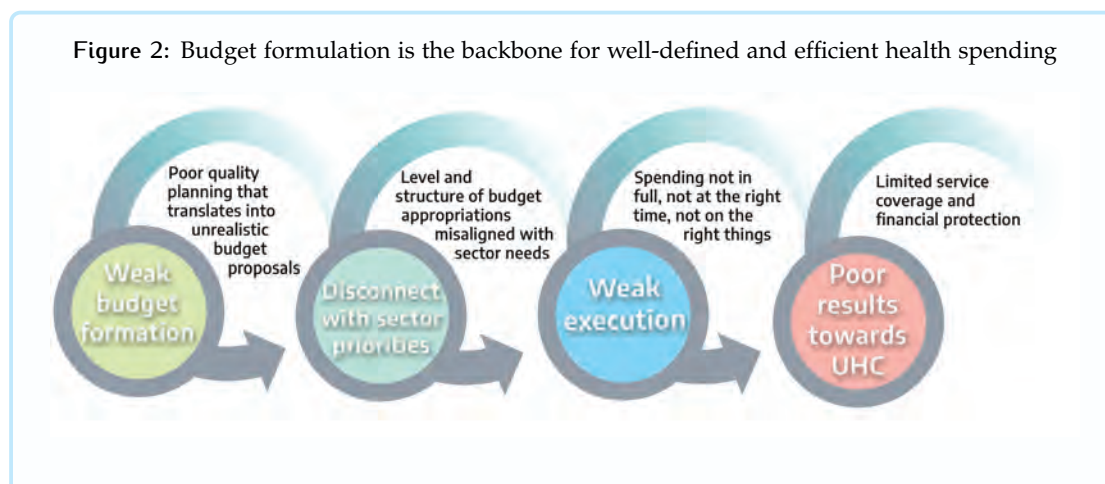 Figure 2: Budget formulation is the backbone for well-defined and efficient health spending
Poor quality
planning that
translates into
unrealistic
budget
proposals
Weak
budget
formation
Level and
structure of budget
appropriations
misaligned with
sector needs
Disconnect
with sector
priorities
Spending not in
full, not at the right
time, not on the
right things
Weak
execution
Limited service
coverage and
financial protection
Poor
results
towards
UHC